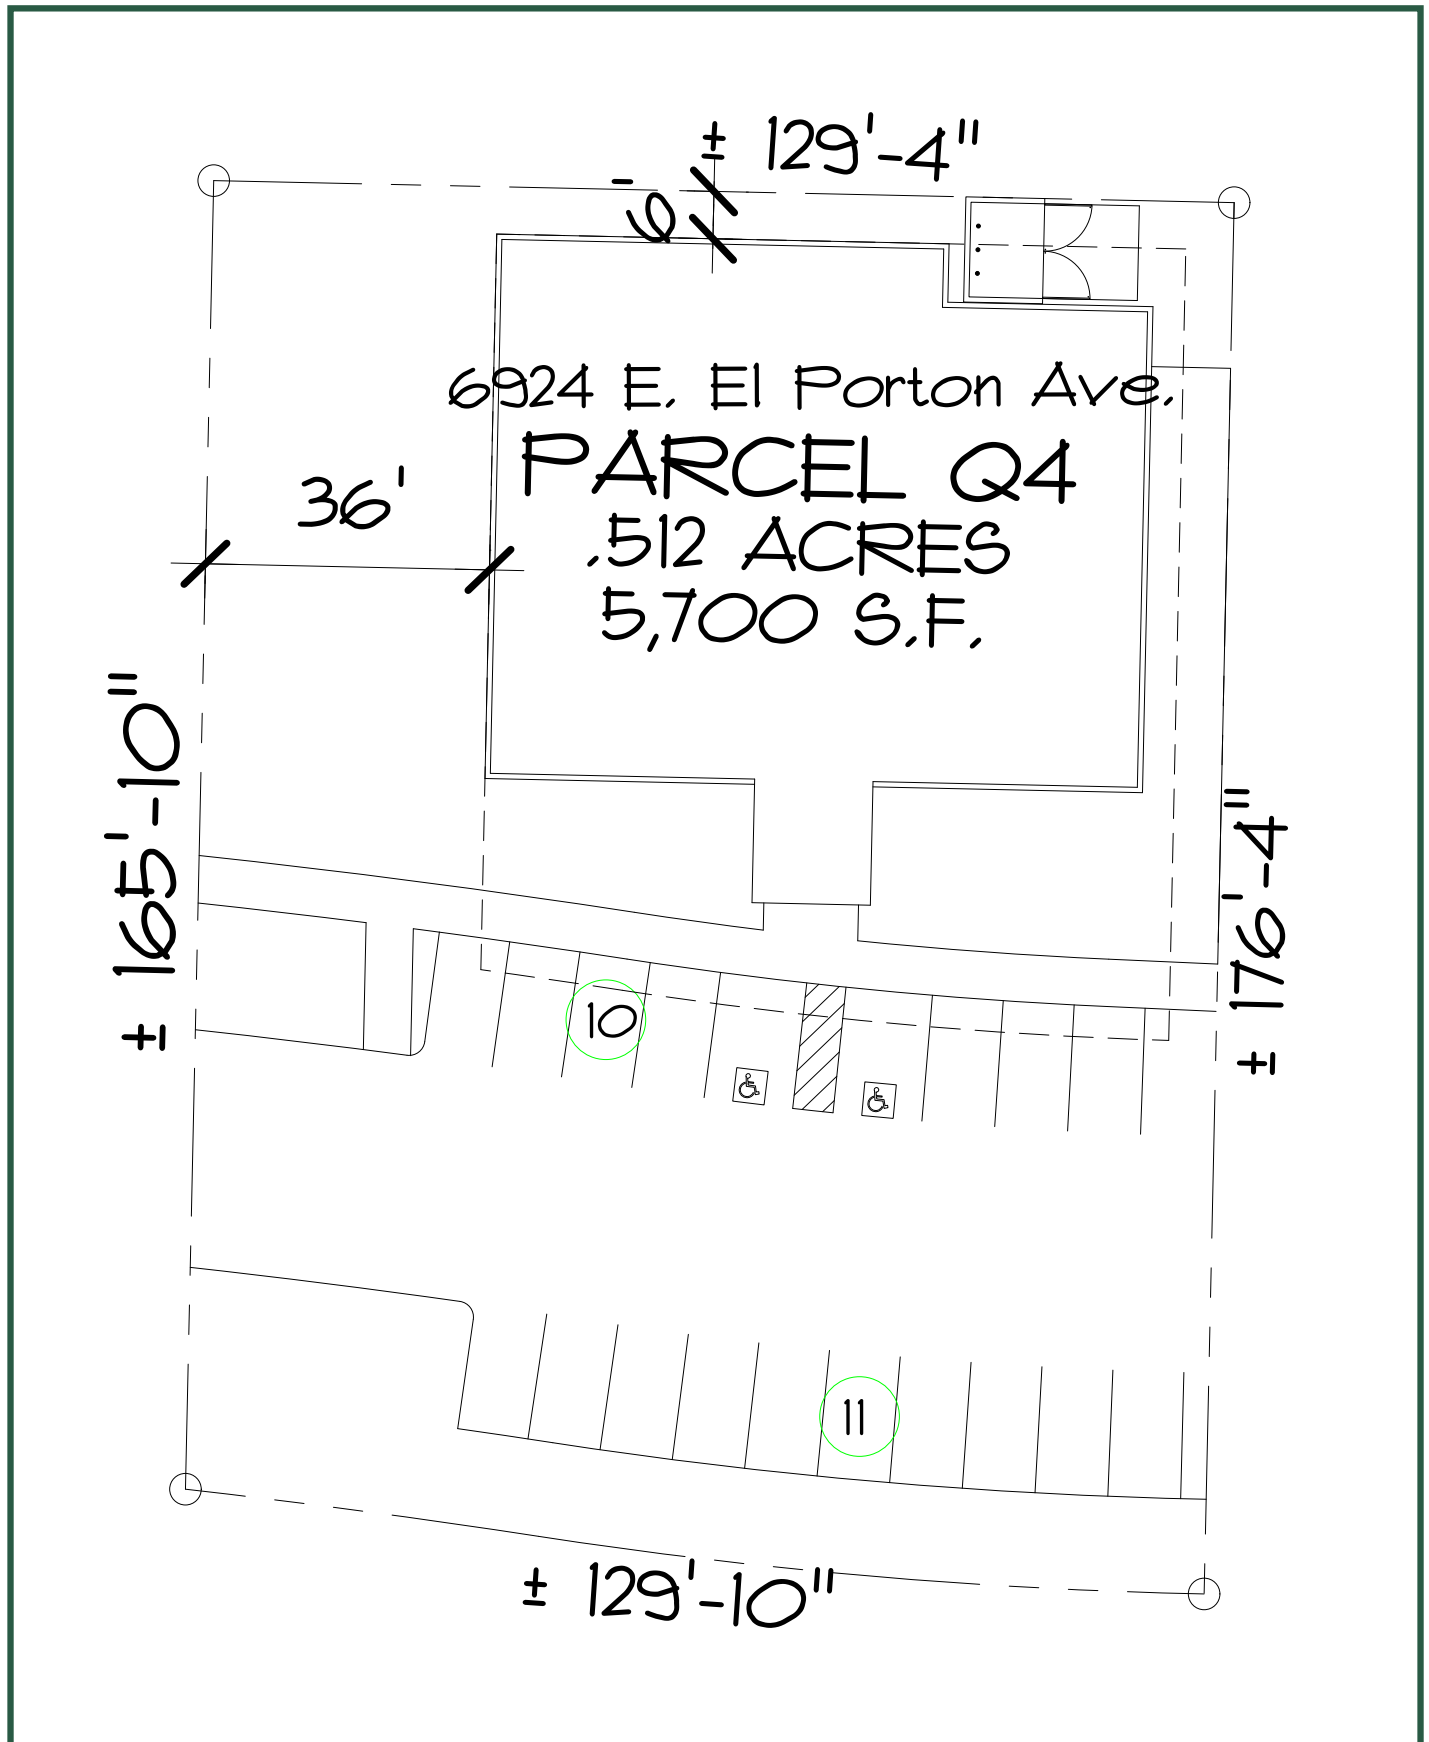 ± 129'-4"
6'
6924 E. El Porton Ave.
PARCEL Q4
.512 ACRES
5,700 S.F.
36'
± 165'-10"
± 176'-4"
10
11
± 129'-10"